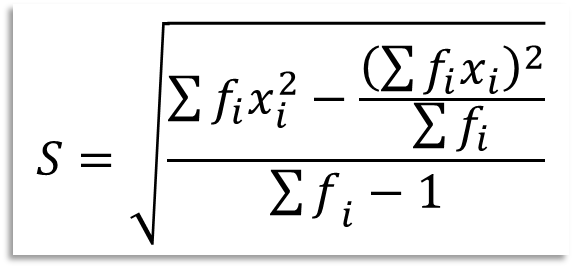 S = √((∑ fᵢxᵢ² − (∑ fᵢxᵢ)² / ∑ fᵢ) / (∑ fᵢ − 1))